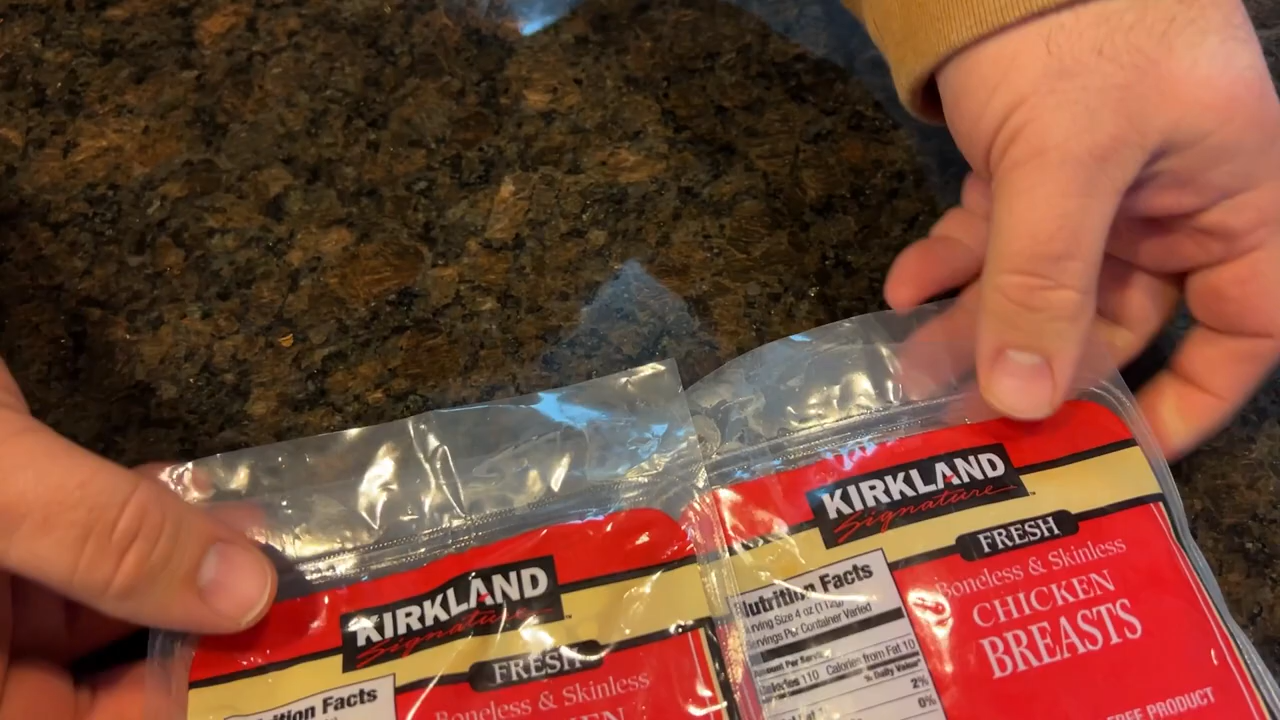 KIRKLAND
Signature
FRESH
Boneless & Skinless
Nutrition Facts
KIRKLAND
Signature
FRESH
Boneless & Skinless
CHICKEN
BREASTS
Nutrition Facts
Serving Size 4 oz (112g)
Servings Per Container Varied
Amount Per Serving
Calories 110 Calories from Fat 10
% Daily Value*
2%
0%
FREE PRODUCT